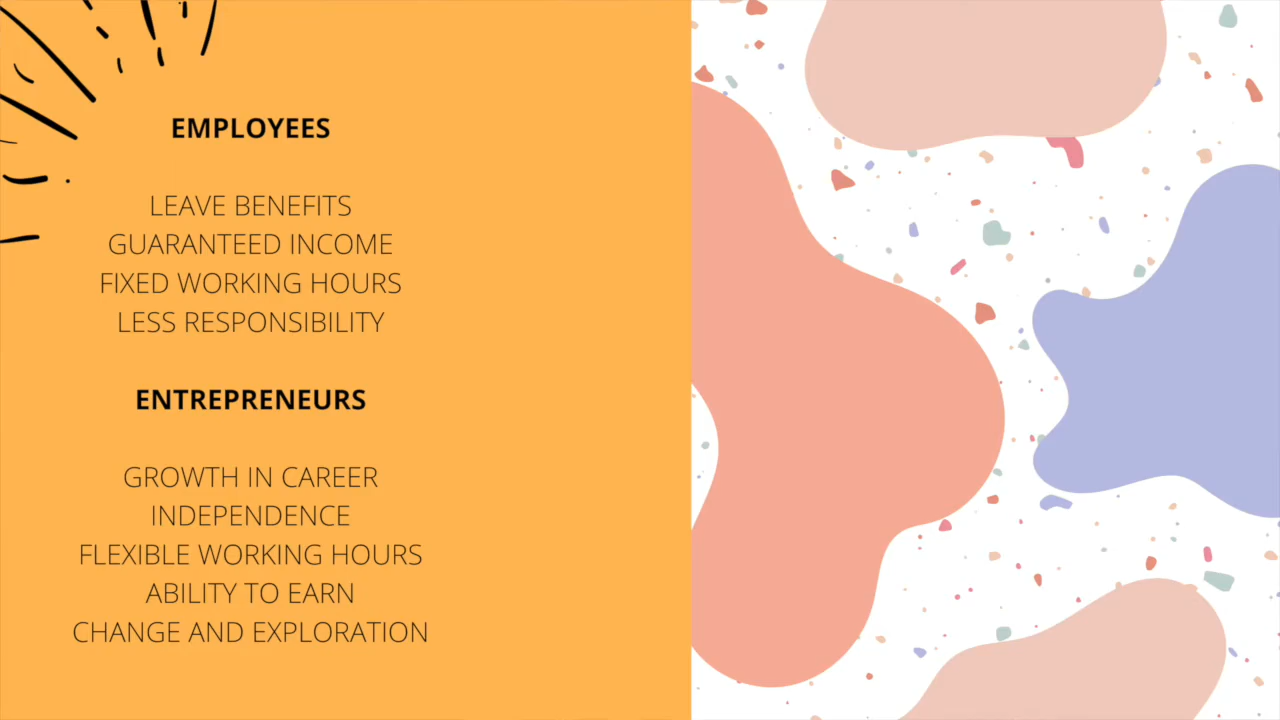 EMPLOYEES
LEAVE BENEFITS
GUARANTEED INCOME
FIXED WORKING HOURS
LESS RESPONSIBILITY
ENTREPRENEURS
GROWTH IN CAREER
INDEPENDENCE
FLEXIBLE WORKING HOURS
ABILITY TO EARN
CHANGE AND EXPLORATION